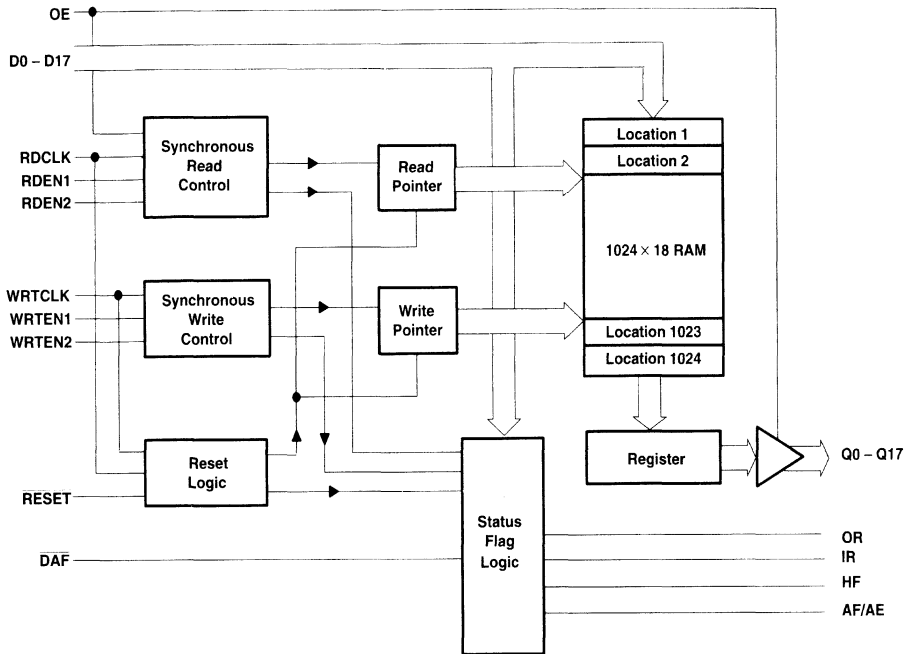 OE
D0 – D17
RDCLK
RDEN1
RDEN2
Synchronous
Read
Control
Read
Pointer
Location 1
Location 2
1024 × 18 RAM
Location 1023
Location 1024
WRTCLK
WRTEN1
WRTEN2
Synchronous
Write
Control
Write
Pointer
Reset
Logic
RESET
DAF
Status
Flag
Logic
Register
Q0 – Q17
OR
IR
HF
AF/AE